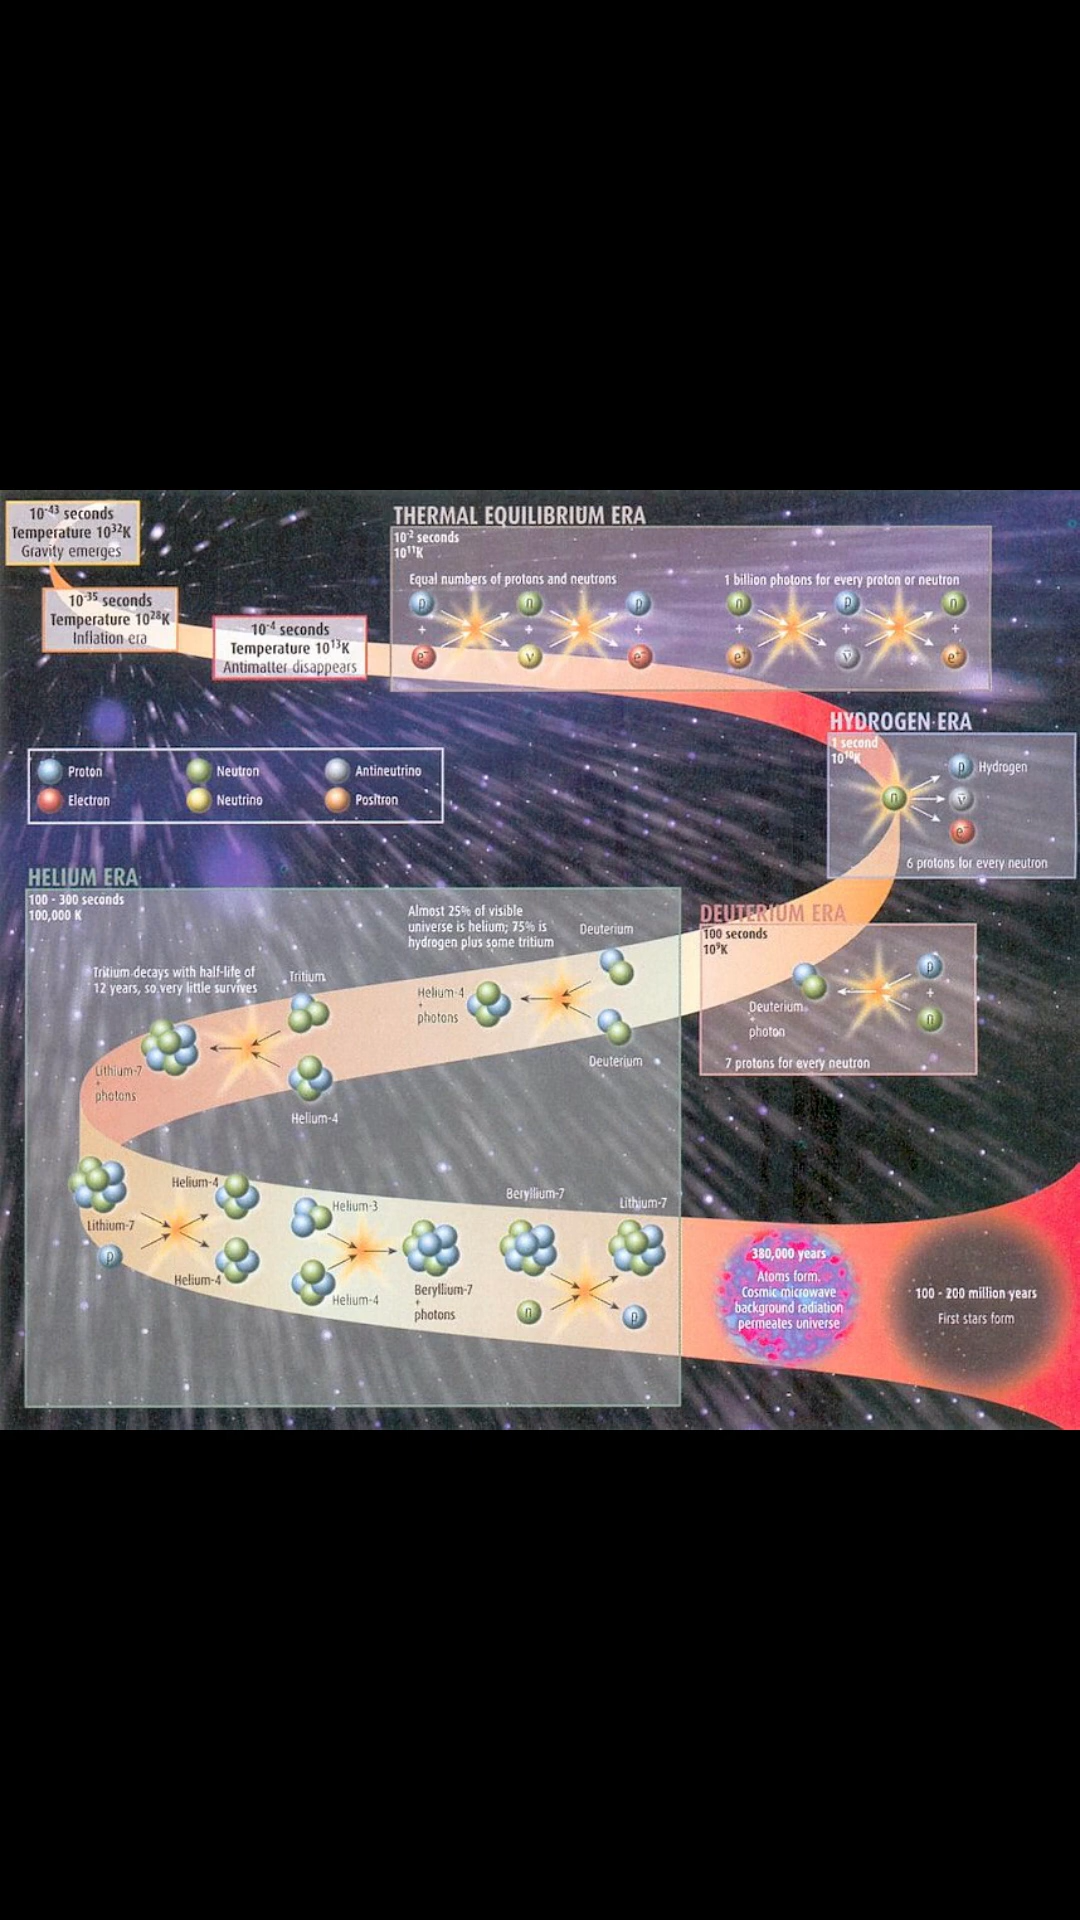 10⁻⁴³ seconds
Temperature 10³²K
Gravity emerges
10⁻³⁵ seconds
Temperature 10²⁸K
Inflation era
10⁻⁴ seconds
Temperature 10¹³K
Antimatter disappears
THERMAL EQUILIBRIUM ERA
10⁻² seconds
10¹¹K
Equal numbers of protons and neutrons
p n p
+ + +
e⁻ ν e⁻
1 billion photons for every proton or neutron
n p n
+ + +
e⁺ ν̄ e⁺
HYDROGEN ERA
1 second
10¹⁰K
n
p Hydrogen
ν̄
e⁻
6 protons for every neutron
Proton Neutron Antineutrino
Electron Neutrino Positron
DEUTERIUM ERA
100 seconds
10⁹K
p
+
n
Deuterium
+
photon
7 protons for every neutron
HELIUM ERA
100 - 300 seconds
100,000 K
Almost 25% of visible
universe is helium; 75% is
hydrogen plus some tritium
Deuterium
Helium-4
+
photons
Deuterium
Tritium decays with half-life of
12 years, so very little survives
Tritium
Lithium-7
+
photons
Helium-4
Lithium-7
p
Helium-4
Helium-4
Helium-3
Helium-4
Beryllium-7
+
photons
Beryllium-7
n
Lithium-7
p
380,000 years
Atoms form.
Cosmic microwave
background radiation
permeates universe
100 - 200 million years
First stars form